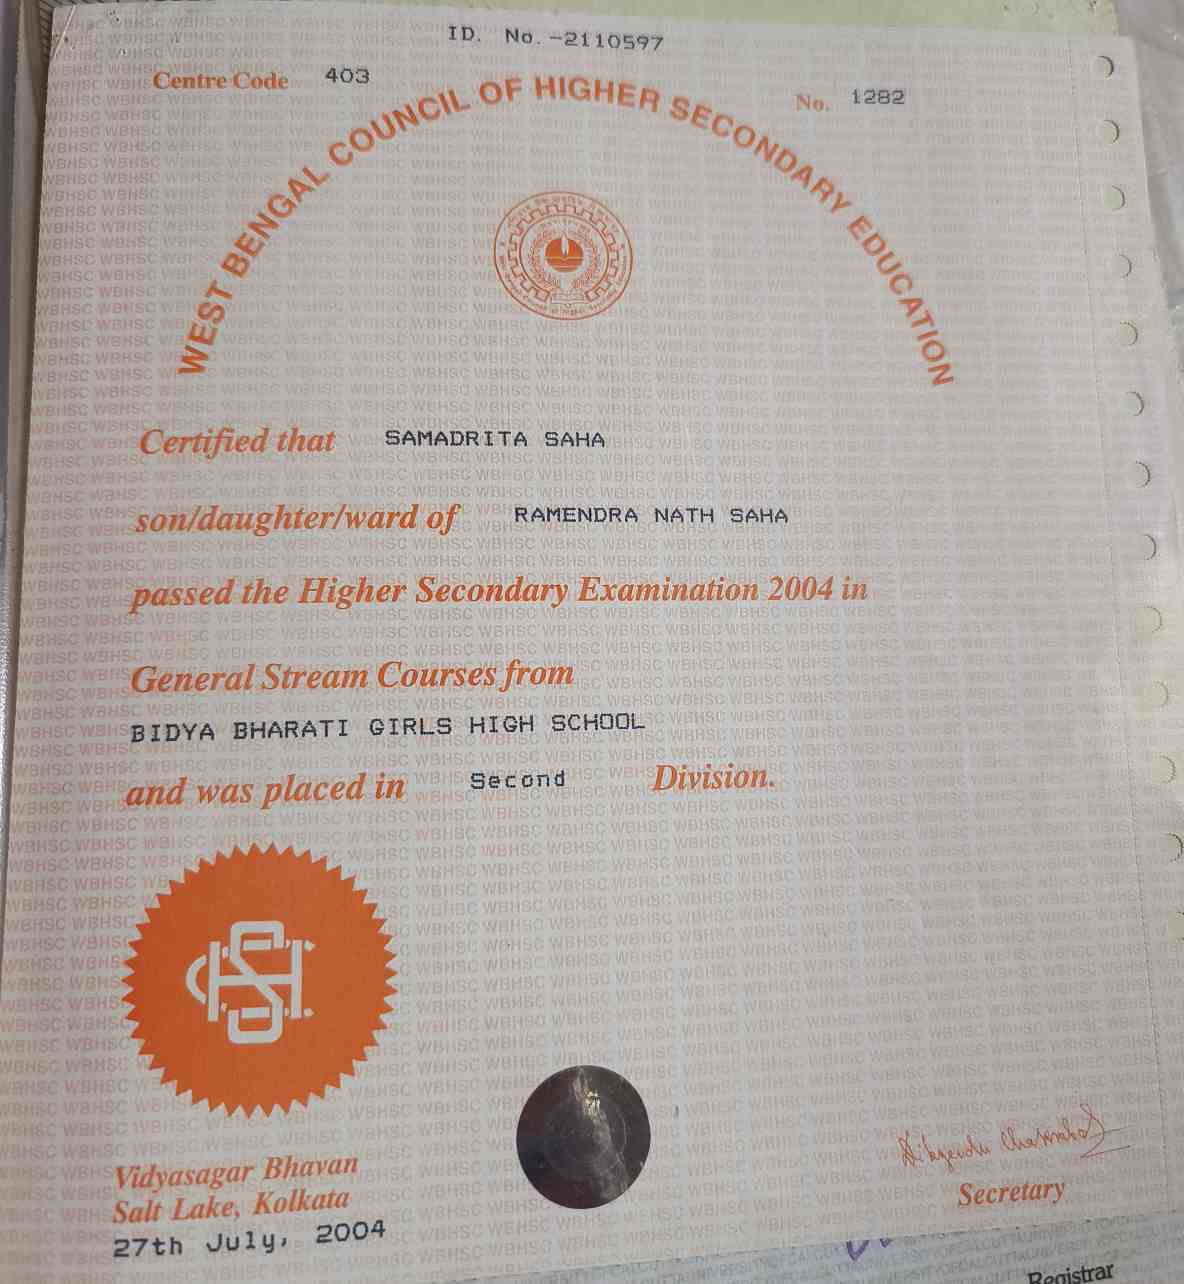 ID. No.-2110597
Centre Code 403
No. 1282
WEST BENGAL COUNCIL OF HIGHER SECONDARY EDUCATION
Certified that SAMADRITA SAHA
son/daughter/ward of RAMENDRA NATH SAHA
passed the Higher Secondary Examination 2004 in
General Stream Courses from
BIDYA BHARATI GIRLS HIGH SCHOOL
and was placed in Second Division.
Vidyasagar Bhavan
Salt Lake, Kolkata
27th July, 2004
Secretary
Registrar